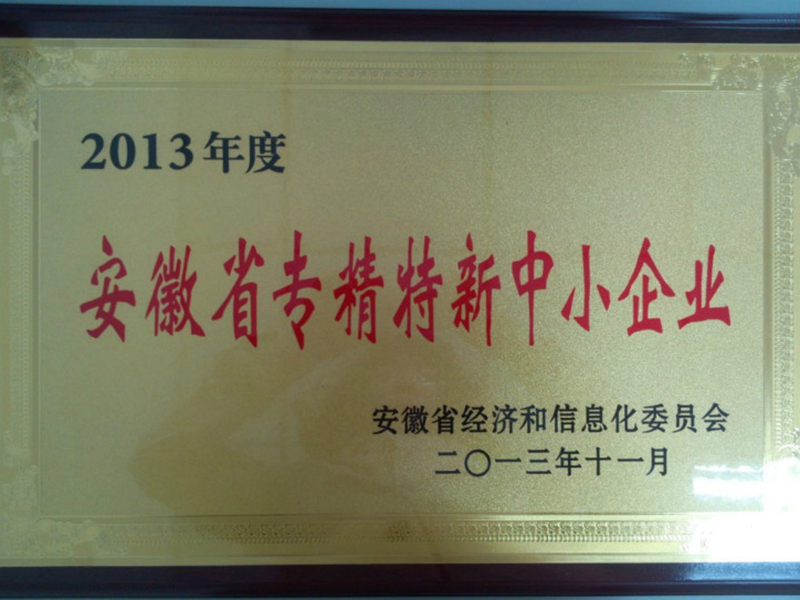 2013年度
安徽省专精特新中小企业
安徽省经济和信息化委员会
二〇一三年十一月